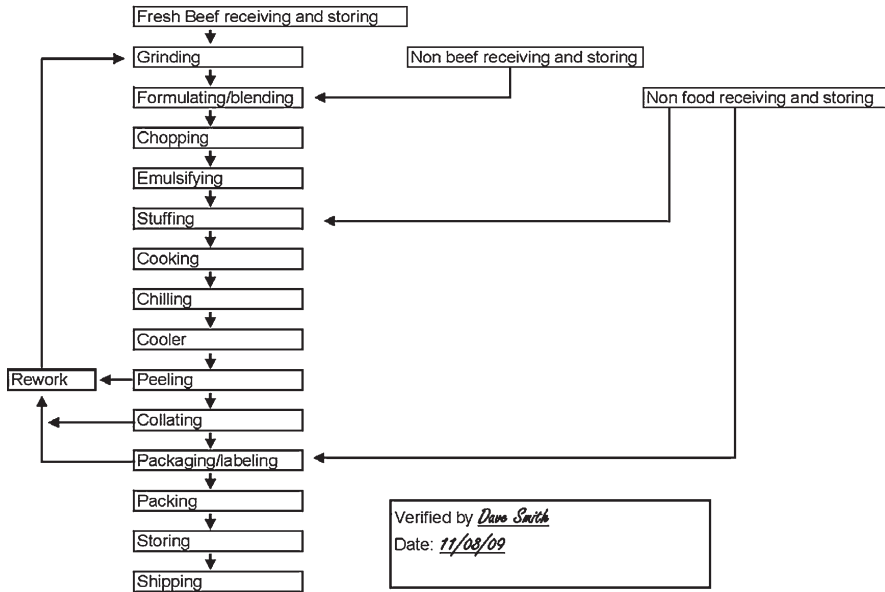 Fresh Beef receiving and storing
Grinding
Non beef receiving and storing
Formulating/blending
Non food receiving and storing
Chopping
Emulsifying
Stuffing
Cooking
Chilling
Cooler
Rework
Peeling
Collating
Packaging/labeling
Packing
Verified by Dave Smith
Storing
Date: 11/08/09
Shipping